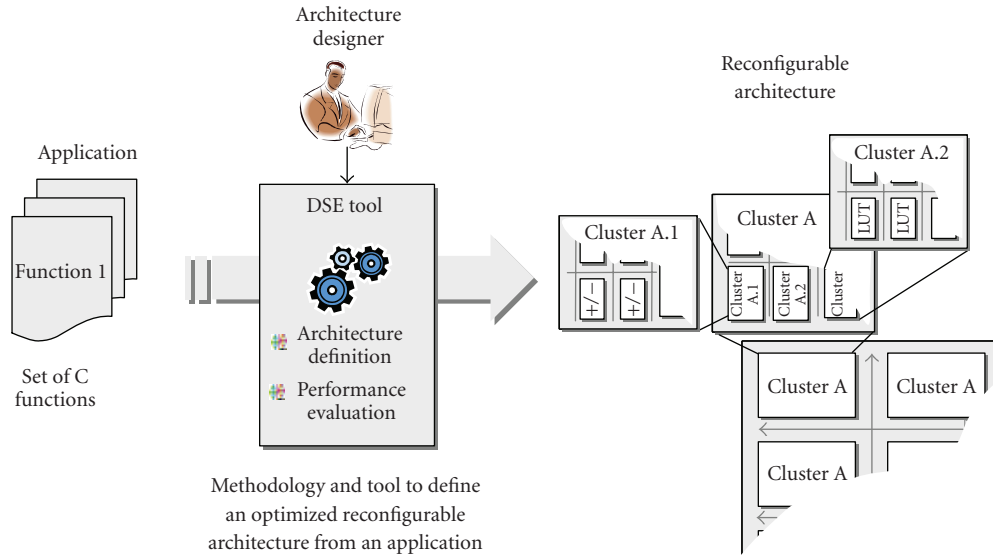 Architecture
designer
Application
Function 1
Set of C
functions
DSE tool
Architecture
definition
Performance
evaluation
Methodology and tool to define
an optimized reconfigurable
architecture from an application
Reconfigurable
architecture
Cluster A.1
+/−
+/−
Cluster A
Cluster
A.1
Cluster
A.2
Cluster
Cluster A.2
LUT
LUT
Cluster A
Cluster A
Cluster A